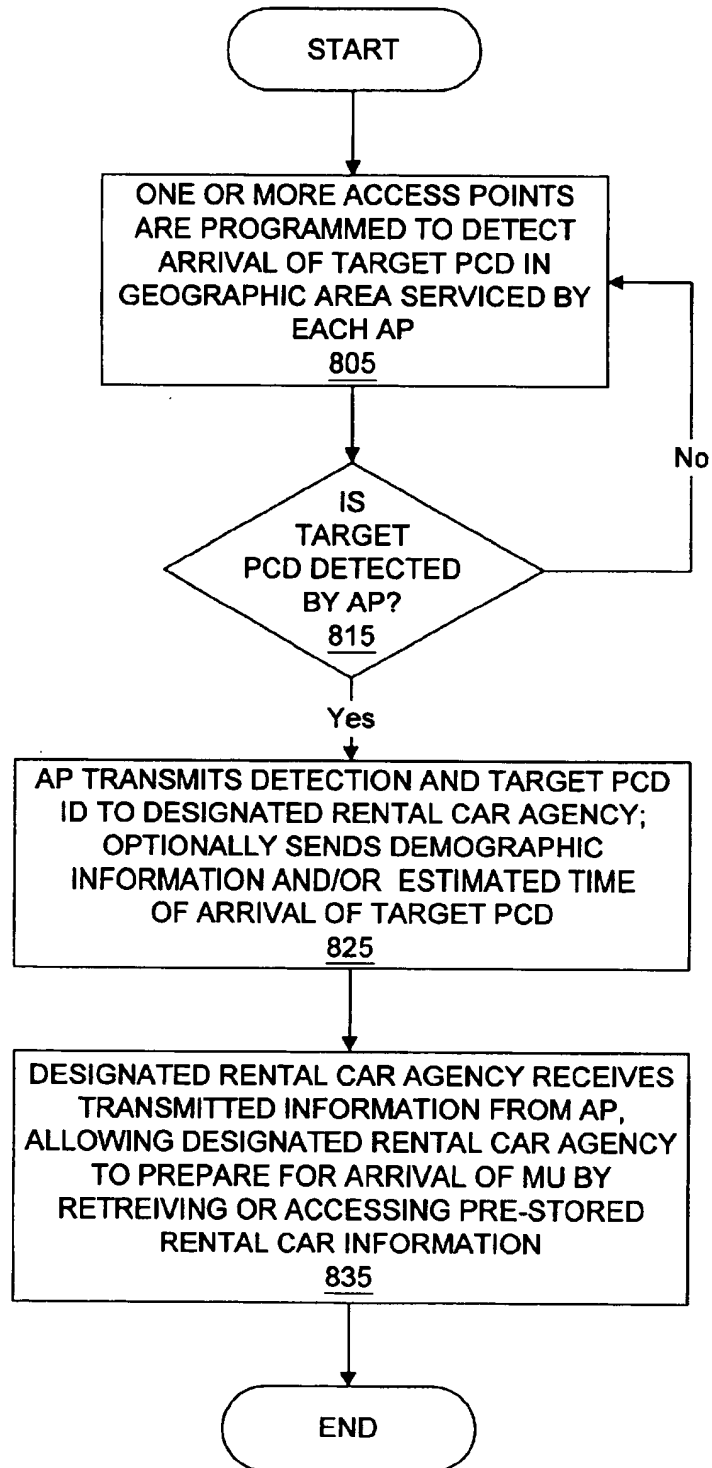 START
ONE OR MORE ACCESS POINTS
ARE PROGRAMMED TO DETECT
ARRIVAL OF TARGET PCD IN
GEOGRAPHIC AREA SERVICED BY
EACH AP
805
No
IS
TARGET
PCD DETECTED
BY AP?
815
Yes
AP TRANSMITS DETECTION AND TARGET PCD
ID TO DESIGNATED RENTAL CAR AGENCY;
OPTIONALLY SENDS DEMOGRAPHIC
INFORMATION AND/OR ESTIMATED TIME
OF ARRIVAL OF TARGET PCD
825
DESIGNATED RENTAL CAR AGENCY RECEIVES
TRANSMITTED INFORMATION FROM AP,
ALLOWING DESIGNATED RENTAL CAR AGENCY
TO PREPARE FOR ARRIVAL OF MU BY
RETREIVING OR ACCESSING PRE-STORED
RENTAL CAR INFORMATION
835
END